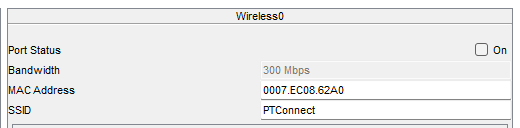 Wireless0
Port Status On
Bandwidth 300 Mbps
MAC Address 0007.EC08.62A0
SSID PTConnect